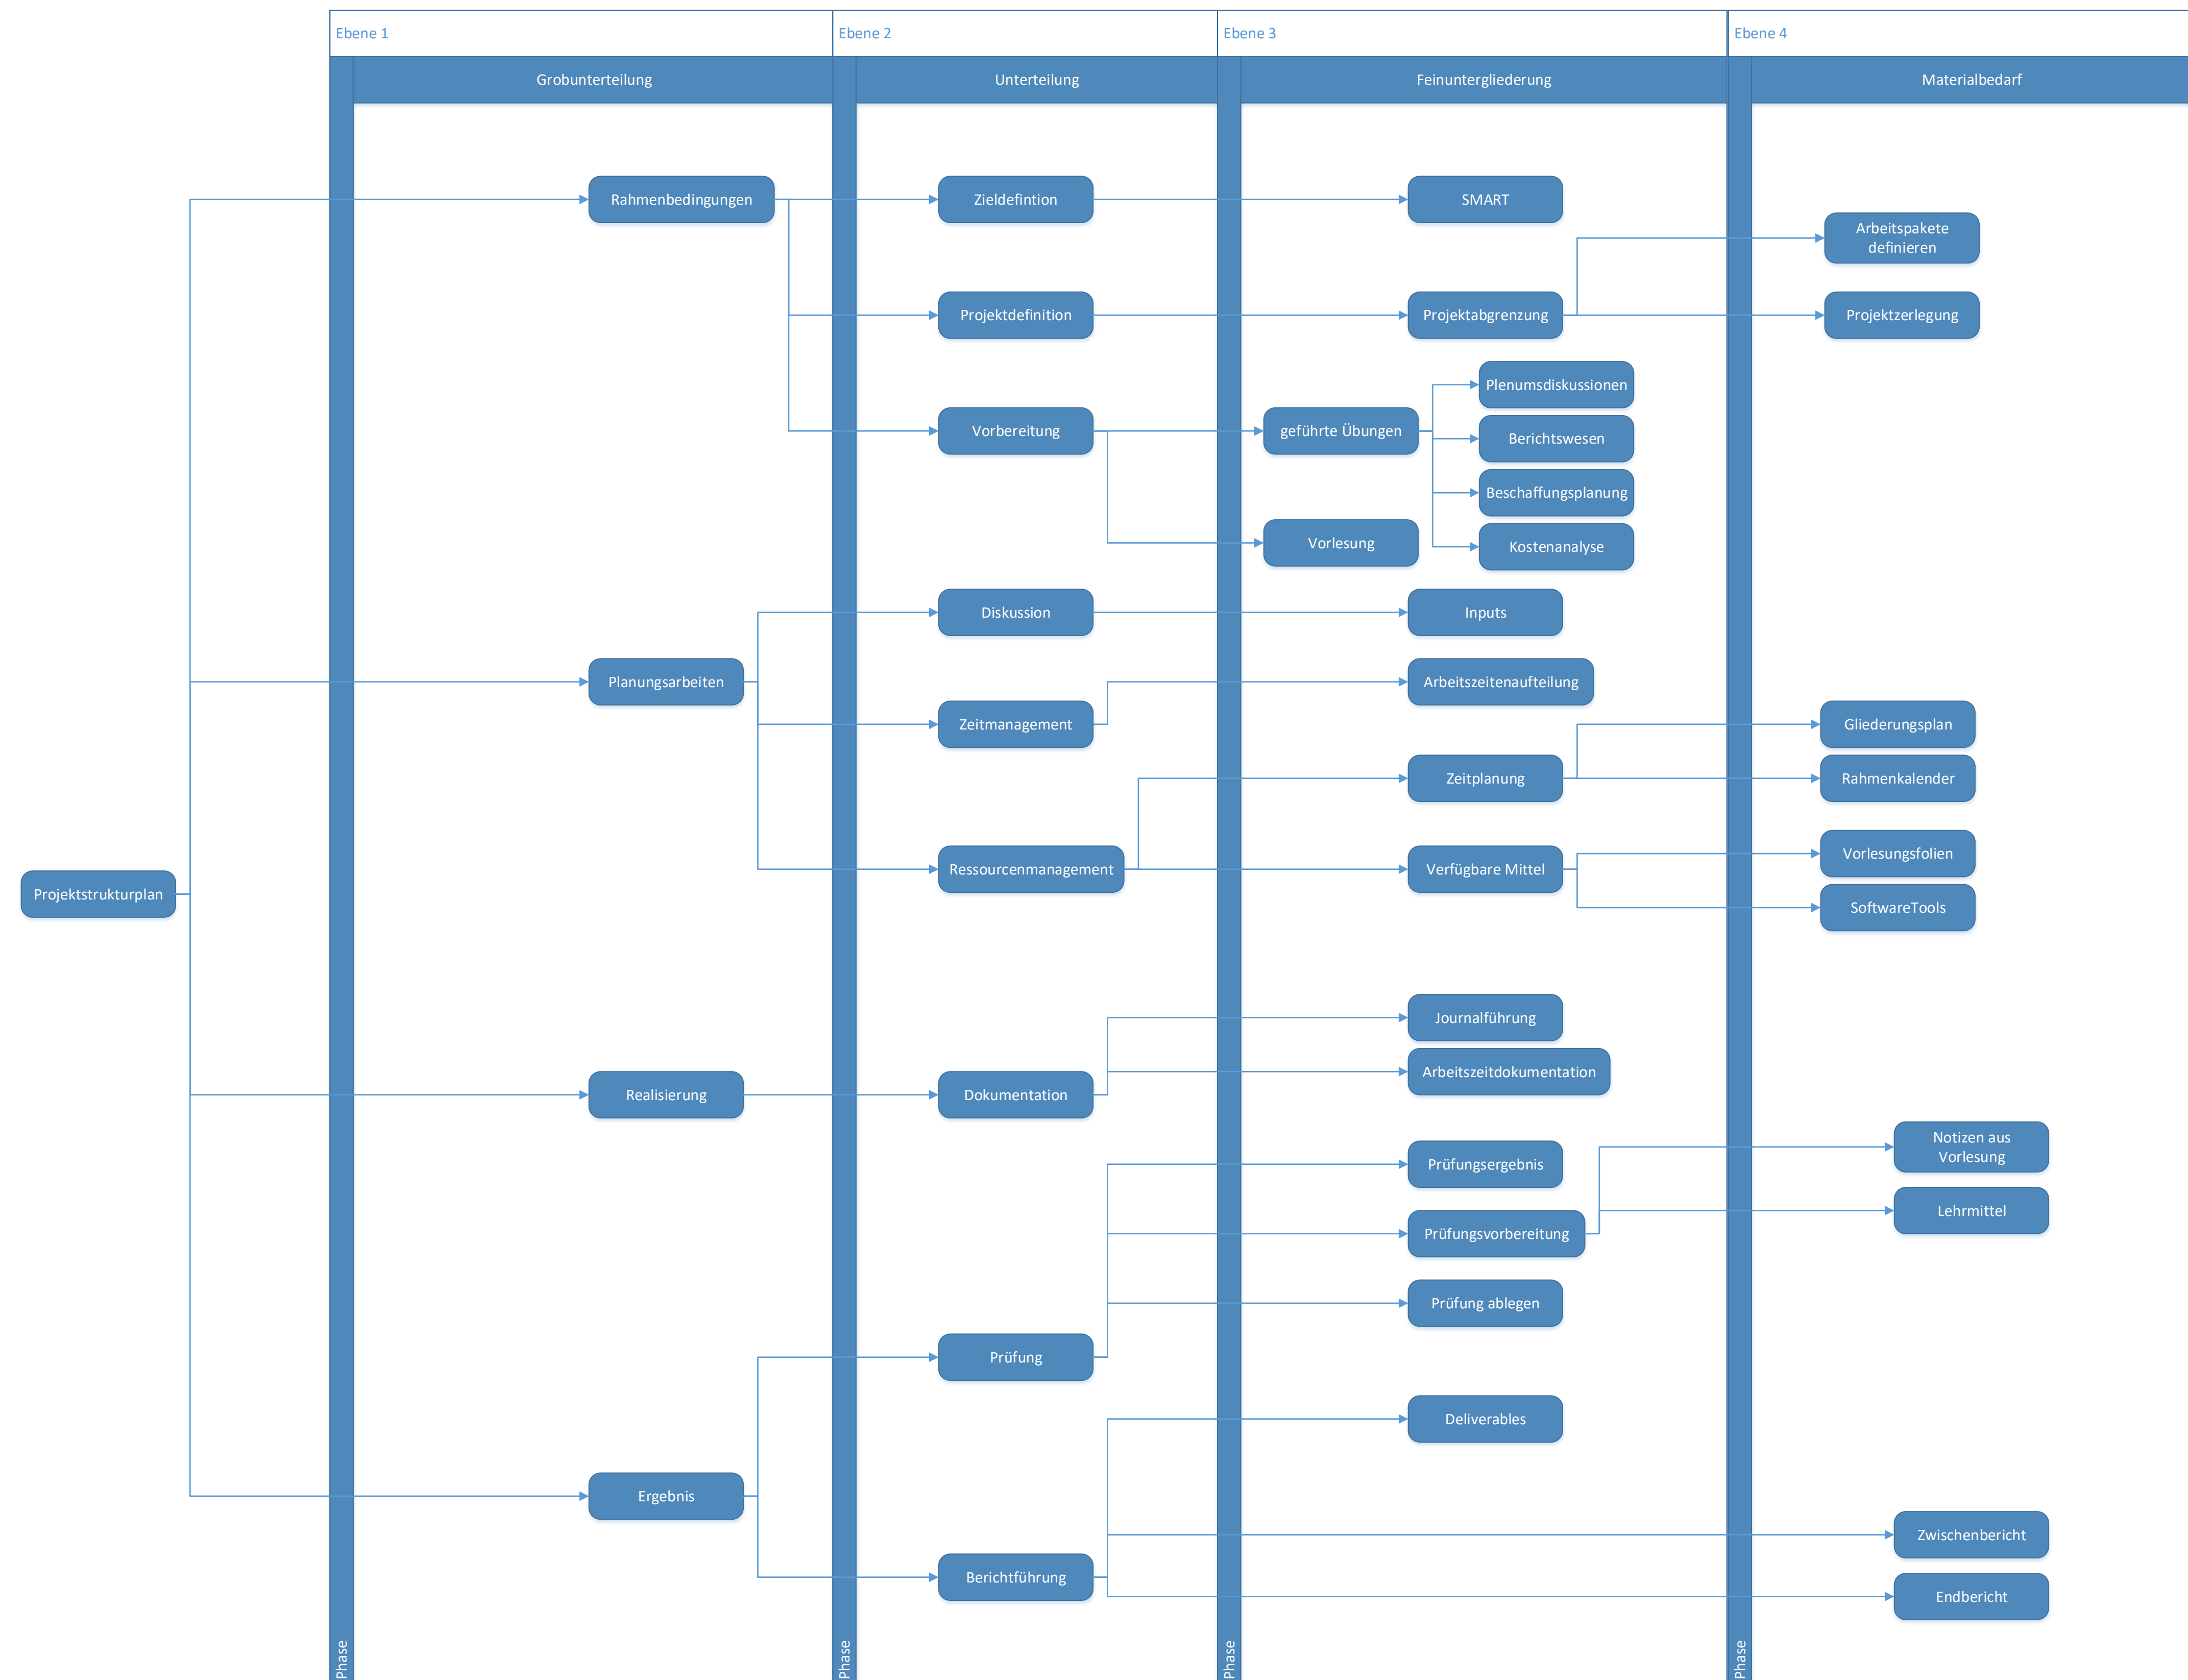 Ebene 1
Ebene 2
Ebene 3
Ebene 4
Grobunterteilung
Unterteilung
Feinuntergliederung
Materialbedarf
Rahmenbedingungen
Zieldefintion
SMART
Arbeitspakete
definieren
Projektdefinition
Projektabgrenzung
Projektzerlegung
Plenumsdiskussionen
Vorbereitung
geführte Übungen
Berichtswesen
Beschaffungsplanung
Vorlesung
Kostenanalyse
Diskussion
Inputs
Planungsarbeiten
Arbeitszeitenaufteilung
Zeitmanagement
Gliederungsplan
Zeitplanung
Rahmenkalender
Ressourcenmanagement
Verfügbare Mittel
Vorlesungsfolien
Projektstrukturplan
SoftwareTools
Journalführung
Arbeitszeitdokumentation
Realisierung
Dokumentation
Notizen aus
Vorlesung
Prüfungsergebnis
Lehrmittel
Prüfungsvorbereitung
Prüfung ablegen
Prüfung
Deliverables
Ergebnis
Zwischenbericht
Berichtführung
Endbericht
Phase
Phase
Phase
Phase